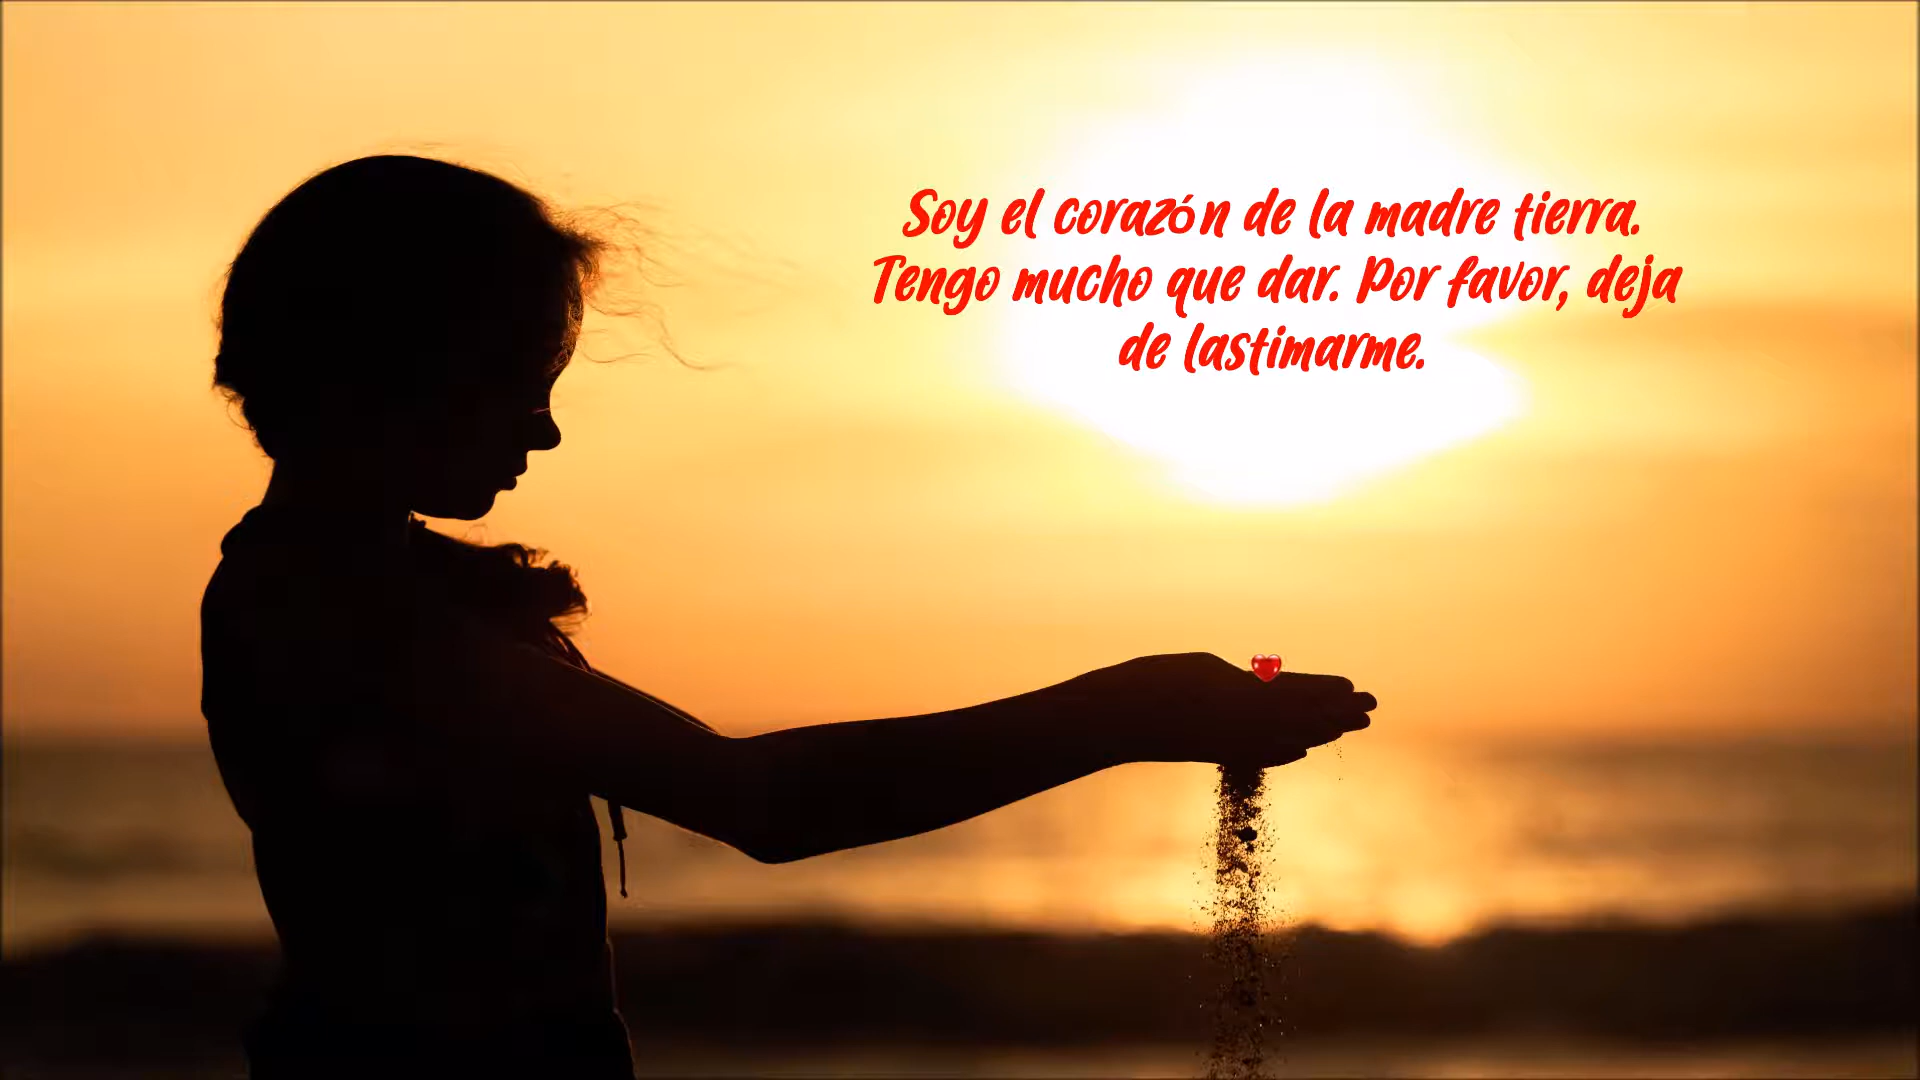 Soy el corazón de la madre tierra.
Tengo mucho que dar. Por favor, deja
de lastimarme.